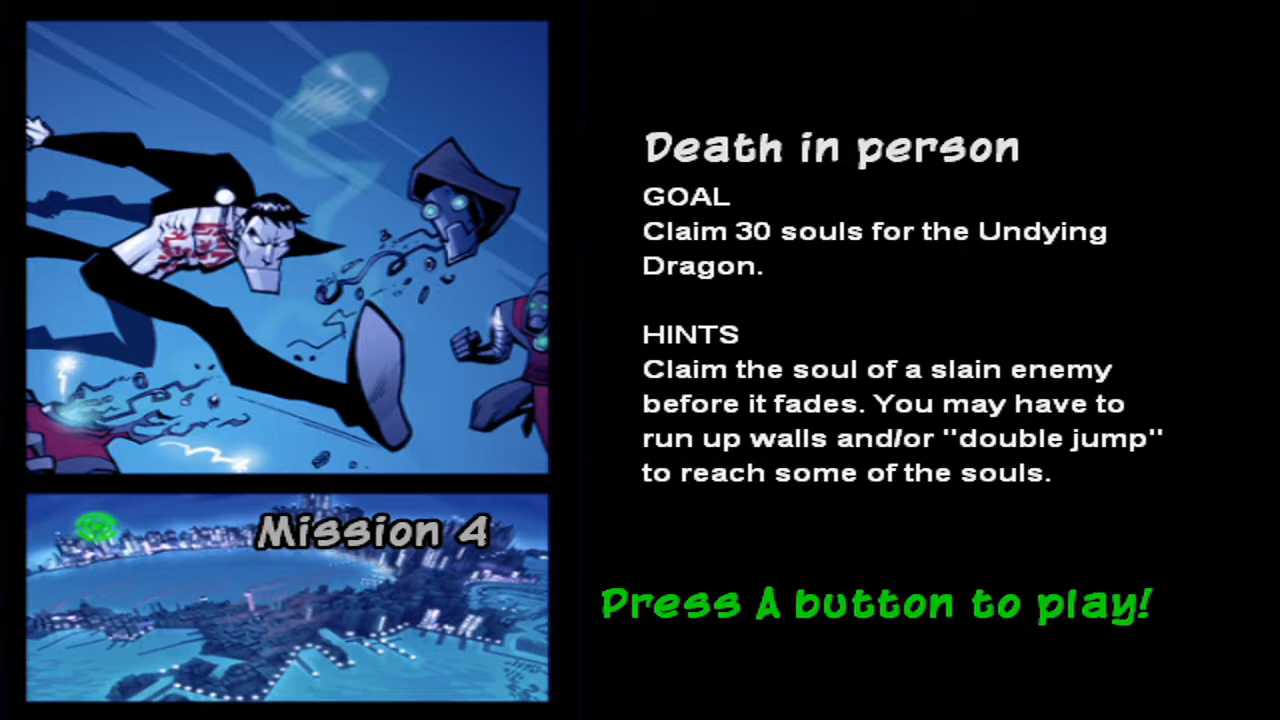 Death in person
GOAL
Claim 30 souls for the Undying
Dragon.
HINTS
Claim the soul of a slain enemy
before it fades. You may have to
run up walls and/or "double jump"
to reach some of the souls.
Mission 4
Press A button to play!